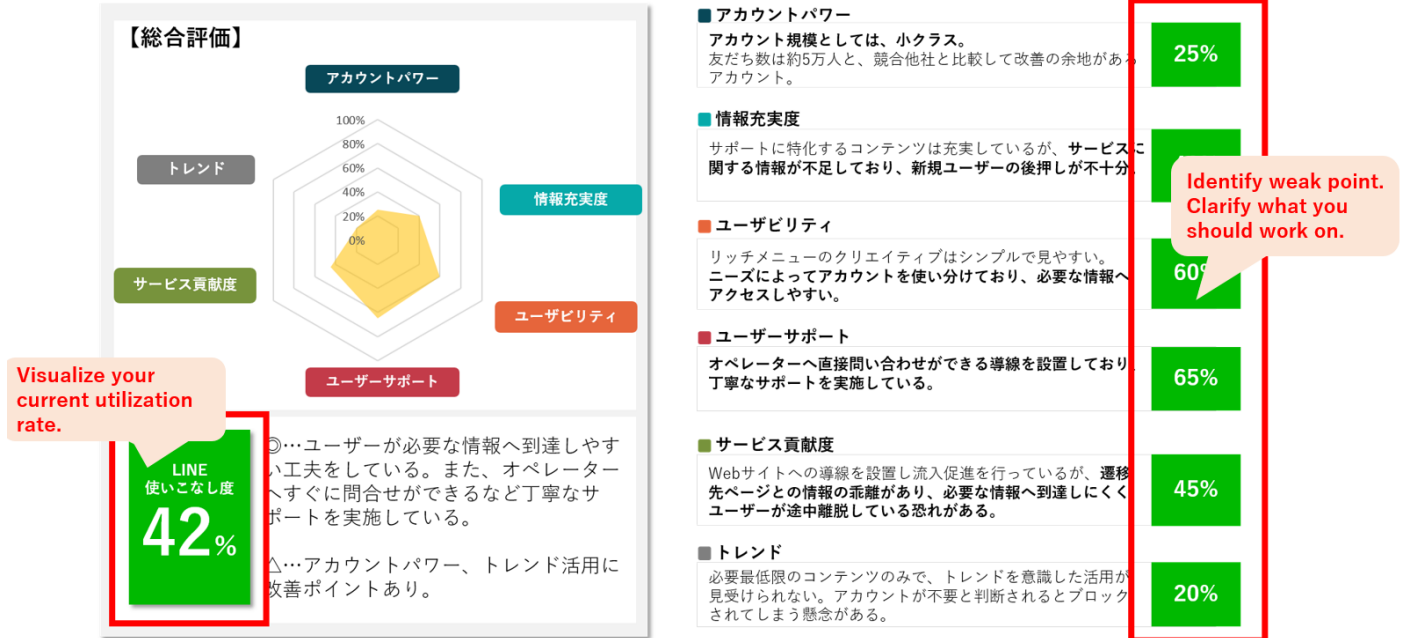 【総合評価】
アカウントパワー
100%
80%
60%
40%
20%
0%
トレンド
情報充実度
サービス貢献度
ユーザビリティ
ユーザーサポート
Visualize your
current utilization
rate.
LINE
使いこなし度
42%
◎…ユーザーが必要な情報へ到達しやす
い工夫をしている。また、オペレーター
へすぐに問合せができるなど丁寧なサ
ポートを実施している。
△…アカウントパワー、トレンド活用に
改善ポイントあり。
アカウントパワー
アカウント規模としては、小クラス。
友だち数は約5万人と、競合他社と比較して改善の余地がある
アカウント。
25%
情報充実度
サポートに特化するコンテンツは充実しているが、サービスに
関する情報が不足しており、新規ユーザーの後押しが不十分。
Identify weak point.
Clarify what you
should work on.
ユーザビリティ
リッチメニューのクリエイティブはシンプルで見やすい。
ニーズによってアカウントを使い分けており、必要な情報へ
アクセスしやすい。
60%
ユーザーサポート
オペレーターへ直接問い合わせができる導線を設置しており、
丁寧なサポートを実施している。
65%
サービス貢献度
Webサイトへの導線を設置し流入促進を行っているが、遷移
先ページとの情報の乖離があり、必要な情報へ到達しにくく
ユーザーが途中離脱している恐れがある。
45%
トレンド
必要最低限のコンテンツのみで、トレンドを意識した活用が
見受けられない。アカウントが不要と判断されるとブロック
されてしまう懸念がある。
20%